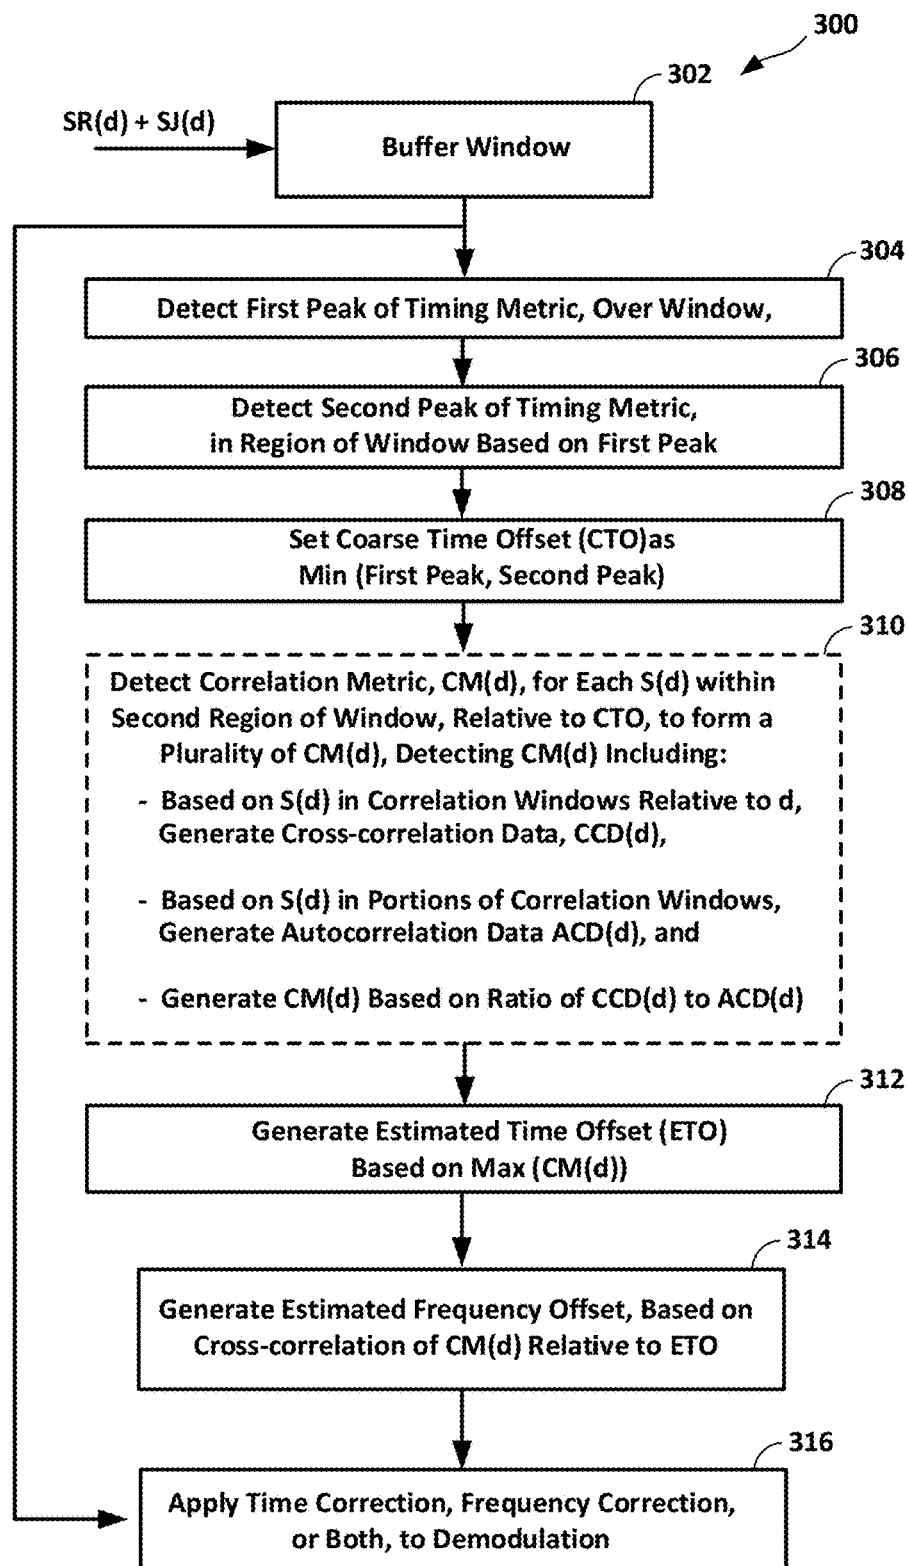 300
302
SR(d) + SJ(d)
Buffer Window
304
Detect First Peak of Timing Metric, Over Window,
306
Detect Second Peak of Timing Metric,
in Region of Window Based on First Peak
308
Set Coarse Time Offset (CTO)as
Min (First Peak, Second Peak)
310
Detect Correlation Metric, CM(d), for Each S(d) within
Second Region of Window, Relative to CTO, to form a
Plurality of CM(d), Detecting CM(d) Including:
- Based on S(d) in Correlation Windows Relative to d,
Generate Cross-correlation Data, CCD(d),
- Based on S(d) in Portions of Correlation Windows,
Generate Autocorrelation Data ACD(d), and
- Generate CM(d) Based on Ratio of CCD(d) to ACD(d)
312
Generate Estimated Time Offset (ETO)
Based on Max (CM(d))
314
Generate Estimated Frequency Offset, Based on
Cross-correlation of CM(d) Relative to ETO
316
Apply Time Correction, Frequency Correction,
or Both, to Demodulation